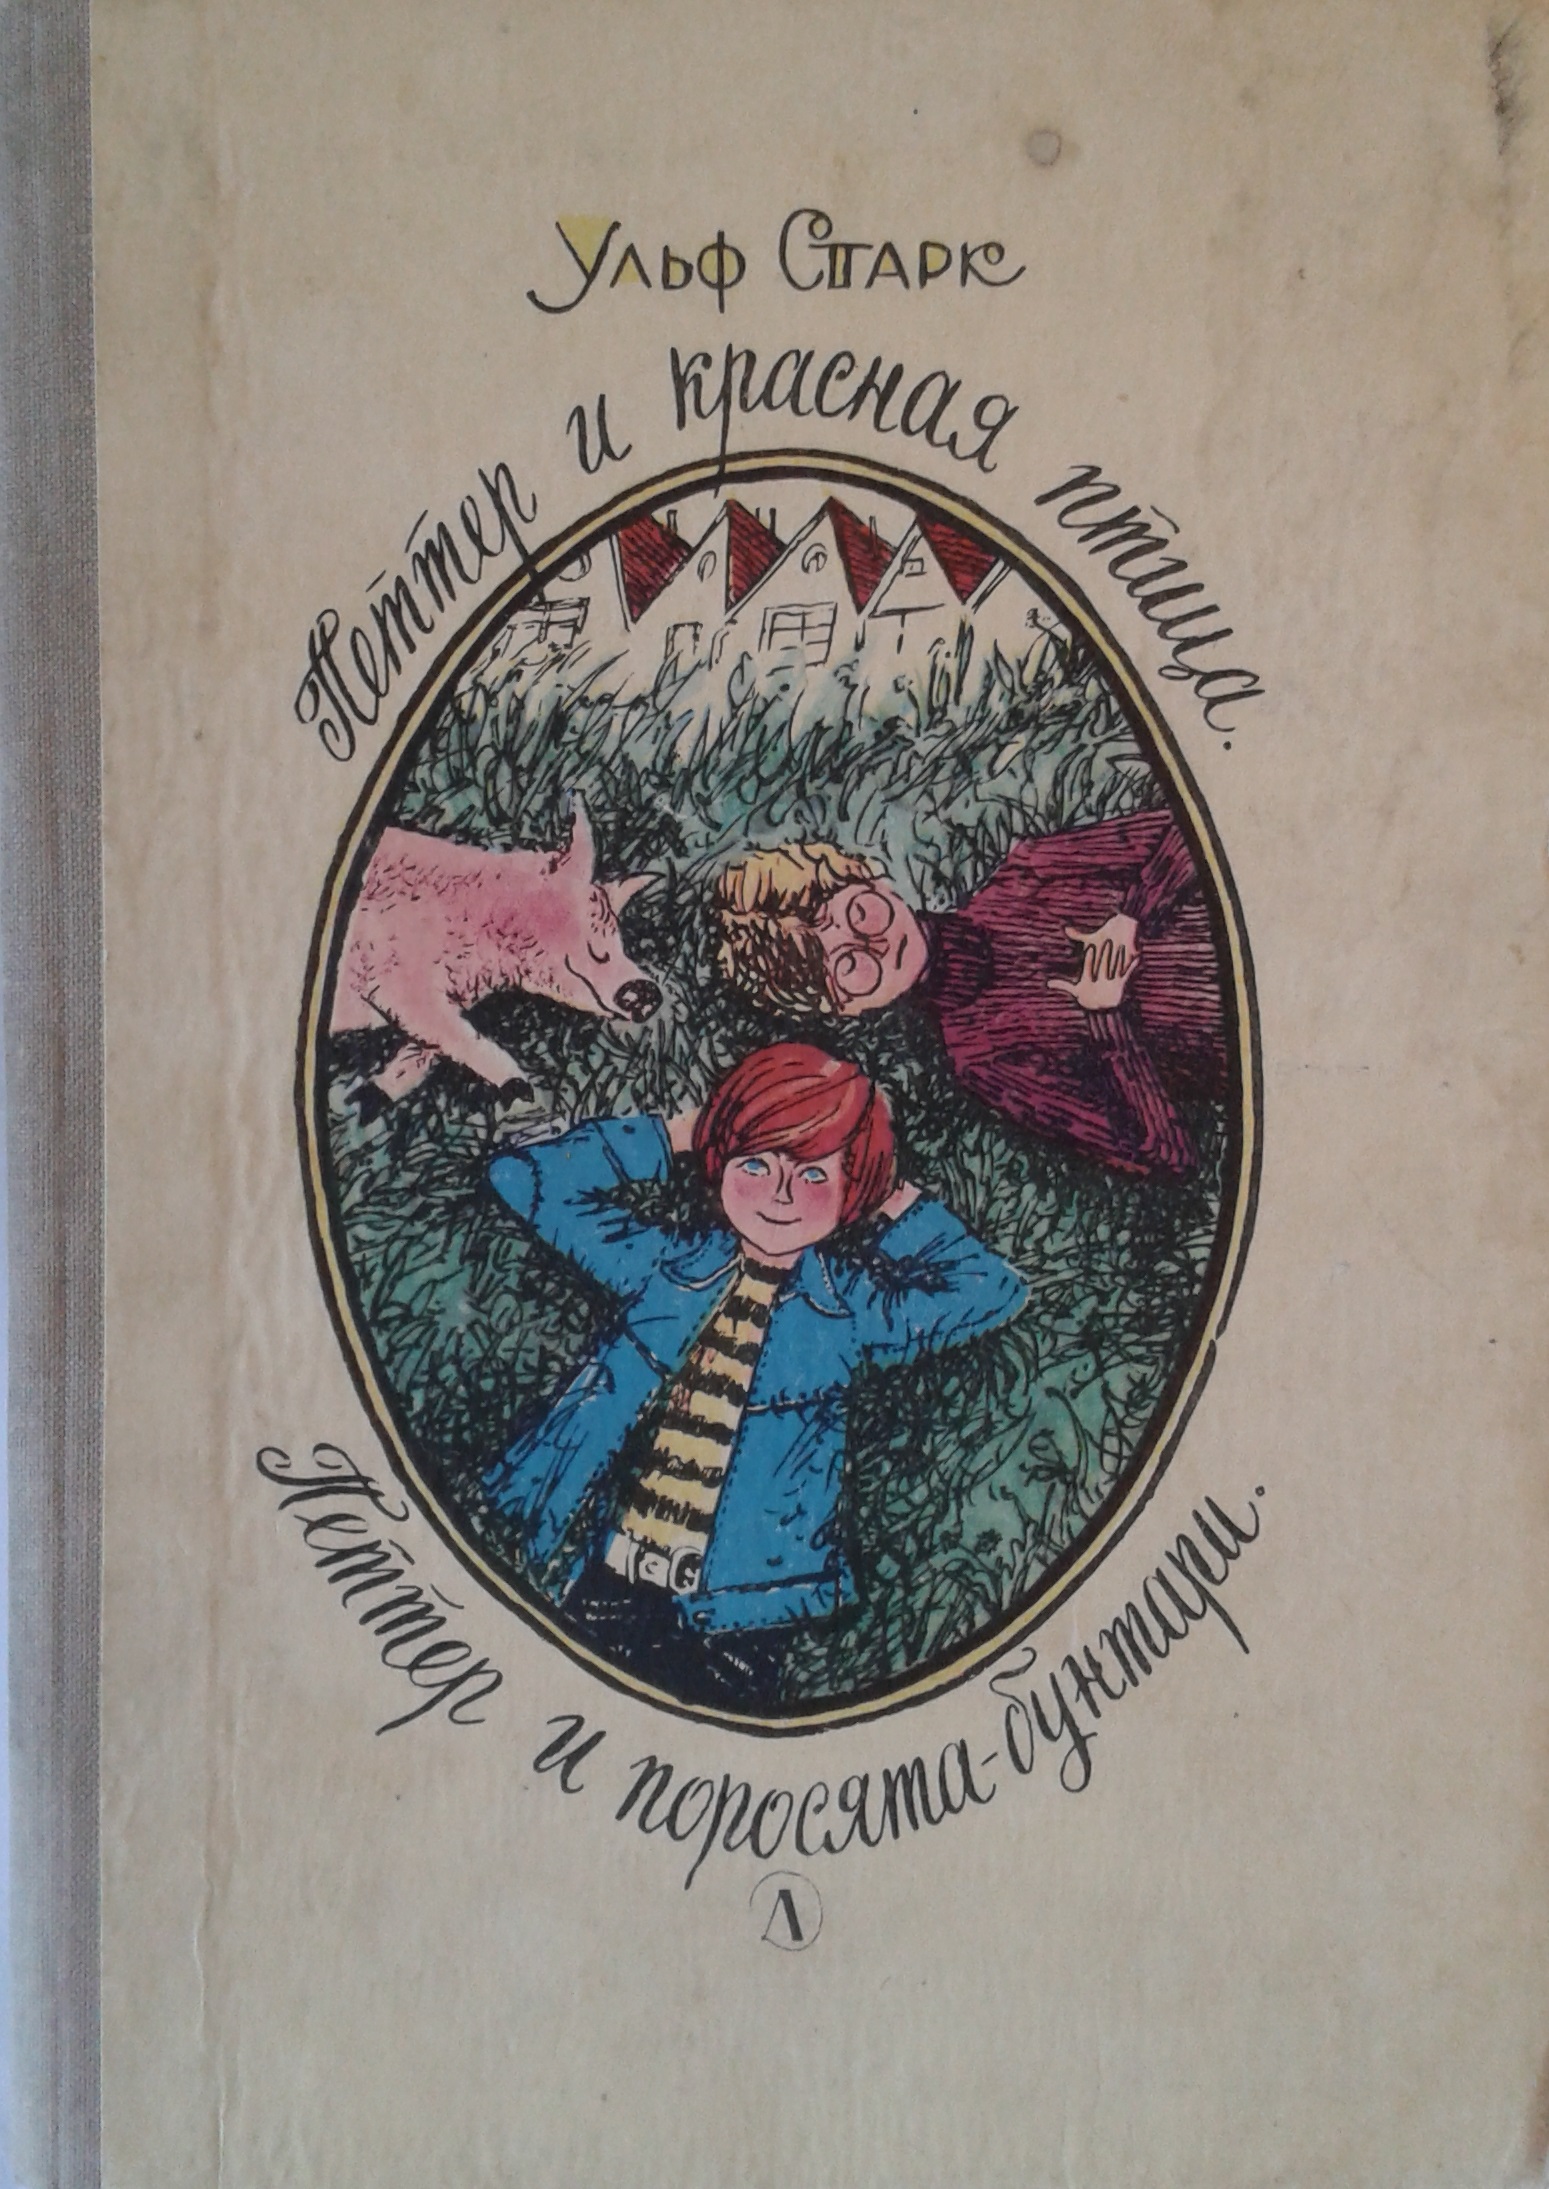 Ульф Старк
Петтер и красная птица.
Петтер и поросята-бунтари.
Л